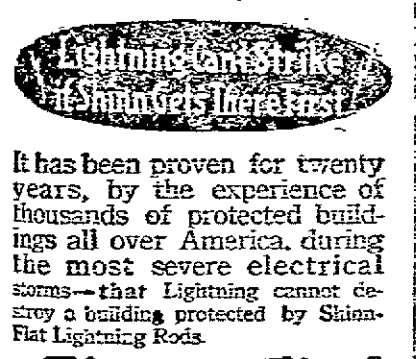 Lightning Can't Strike
if Shinn Gets There First
It has been proven for twenty
years, by the experience of
thousands of protected build-
ings all over America, during
the most severe electrical
storms—that Lightning cannot de-
stroy a building protected by Shinn-
Flat Lightning Rods.